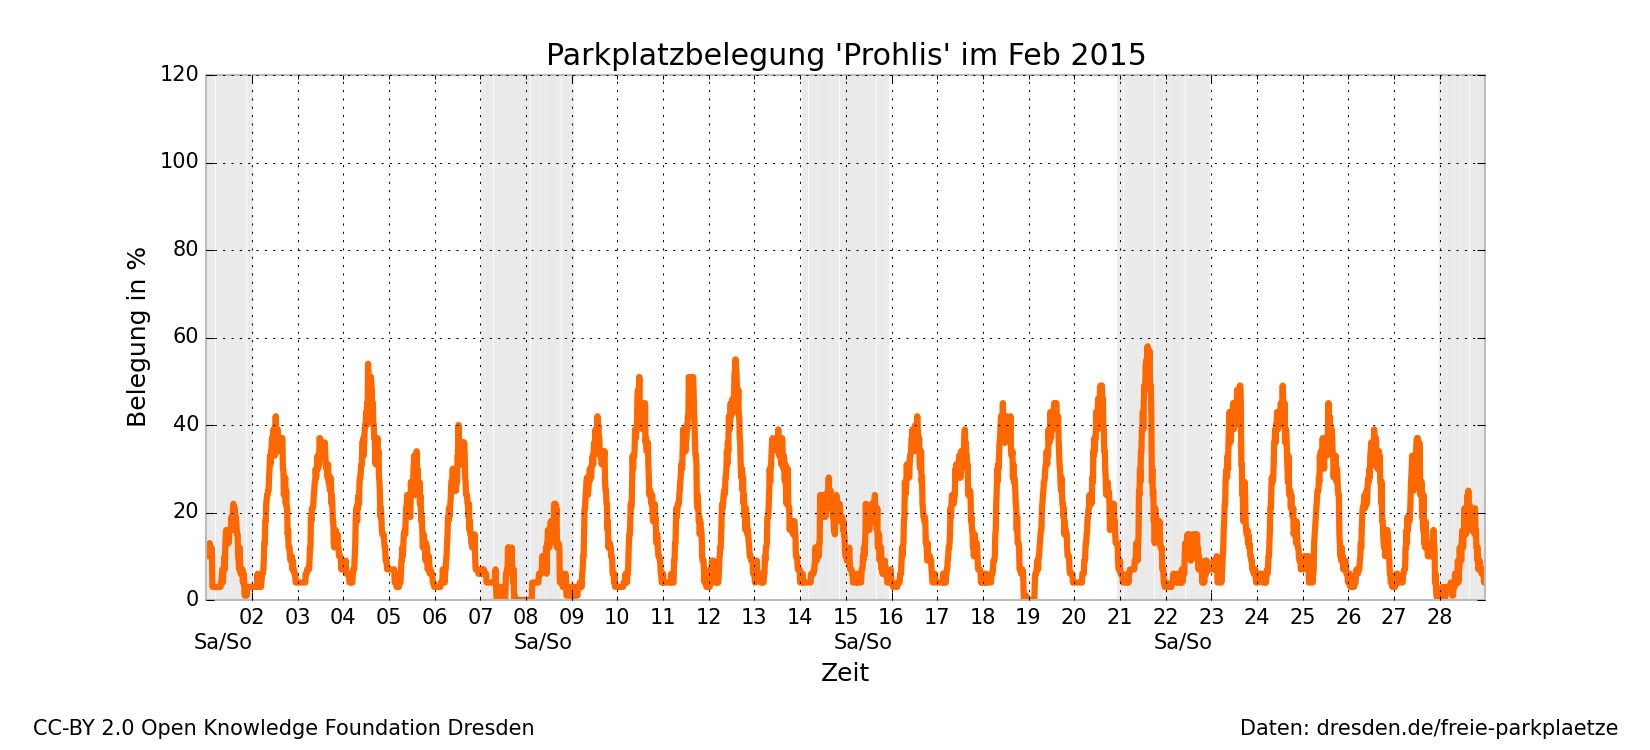 Parkplatzbelegung 'Prohlis' im Feb 2015
120
100
80
60
40
20
0
Belegung in %
02 03 04 05 06 07 08 09 10 11 12 13 14 15 16 17 18 19 20 21 22 23 24 25 26 27 28
Sa/So Sa/So Sa/So Sa/So
Zeit
CC-BY 2.0 Open Knowledge Foundation Dresden
Daten: dresden.de/freie-parkplaetze